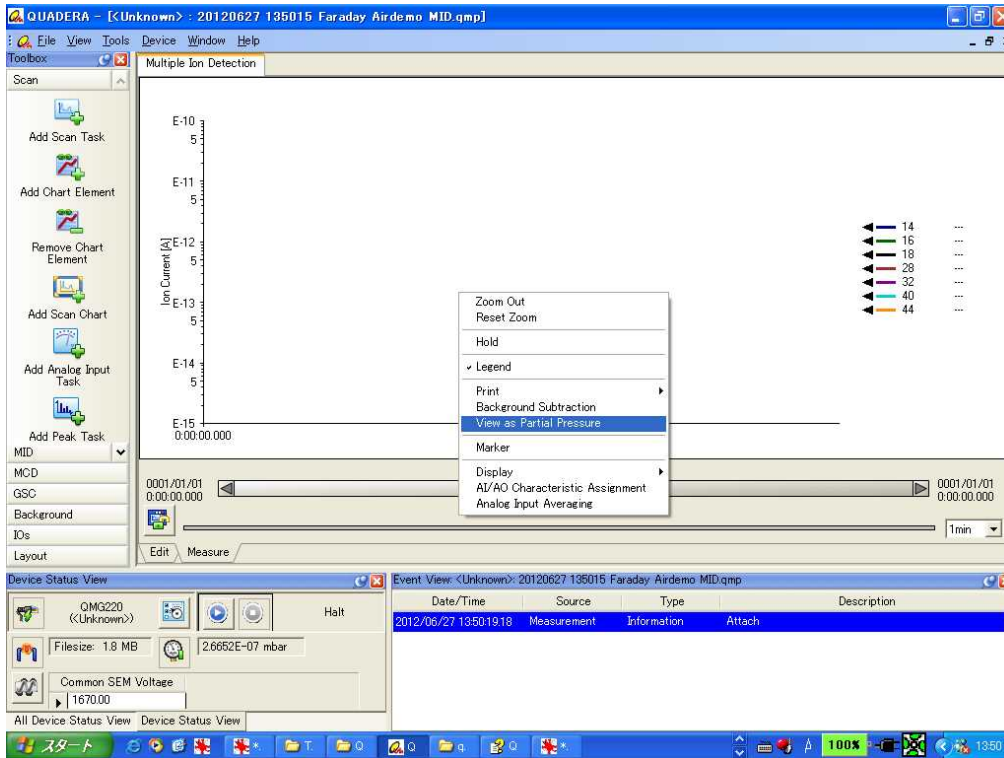 QUADERA - [<Unknown> : 20120627 135015 Faraday Airdemo MID.qmp]
File View Tools Device Window Help
Toolbox
Scan
Add Scan Task
Add Chart Element
Remove Chart
Element
Add Scan Chart
Add Analog Input
Task
Add Peak Task
MID
MCD
GSC
Background
IOs
Layout
Multiple Ion Detection
Ion Current [A]
E-10
5
E-11
5
E-12
5
E-13
5
E-14
5
E-15
0:00:00.000
14 ---
16 ---
18 ---
28 ---
32 ---
40 ---
44 ---
Zoom Out
Reset Zoom
Hold
Legend
Print
Background Subtraction
View as Partial Pressure
Marker
Display
AI/AO Characteristic Assignment
Analog Input Averaging
0001/01/01
0:00:00.000
0001/01/01
0:00:00.000
1min
Edit Measure
Device Status View
QMG220
(<Unknown>)
Halt
Filesize: 1.8 MB
2.6652E-07 mbar
Common SEM Voltage
1670.00
All Device Status View Device Status View
Event View: <Unknown>: 20120627 135015 Faraday Airdemo MID.qmp
Date/Time Source Type Description
2012/06/27 13:50:19.18 Measurement Information Attach
スタート *. T. Q Q q. Q *. A 100% 13:50